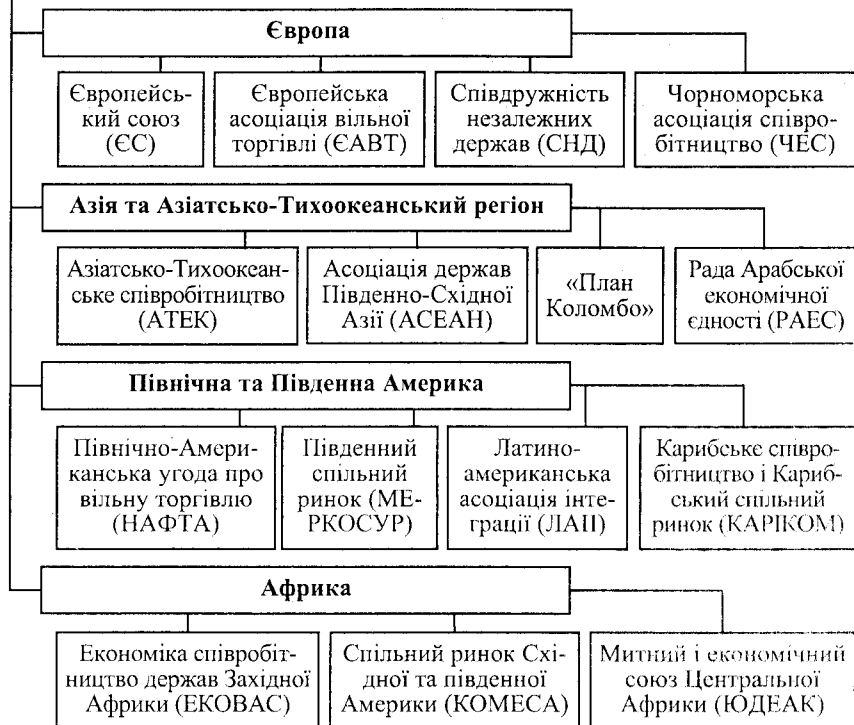 Європа
Європейсь-
кий союз
(ЄС)
Європейська
асоціація вільної
торгівлі (ЄАВТ)
Співдружність
незалежних
держав (СНД)
Чорноморська
асоціація співро-
бітництво (ЧЕС)
Азія та Азіатсько-Тихоокеанський регіон
Азіатсько-Тихоокеан-
ське співробітництво
(АТЕК)
Асоціація держав
Південно-Східної
Азії (АСЕАН)
«План
Коломбо»
Рада Арабської
економічної
єдності (РАЕС)
Північна та Південна Америка
Північно-Амери-
канська угода про
вільну торгівлю
(НАФТА)
Південний
спільний
ринок (МЕ-
РКОСУР)
Латино-
американська
асоціація інте-
грації (ЛАІІ)
Карибське співро-
бітництво і Кариб-
ський спільний
ринок (КАРІКОМ)
Африка
Економіка співробіт-
ництво держав Західної
Африки (ЕКОВАС)
Спільний ринок Схі-
дної та південної
Америки (КОМЕСА)
Митний і економічний
союз Центральної
Африки (ЮДЕАК)